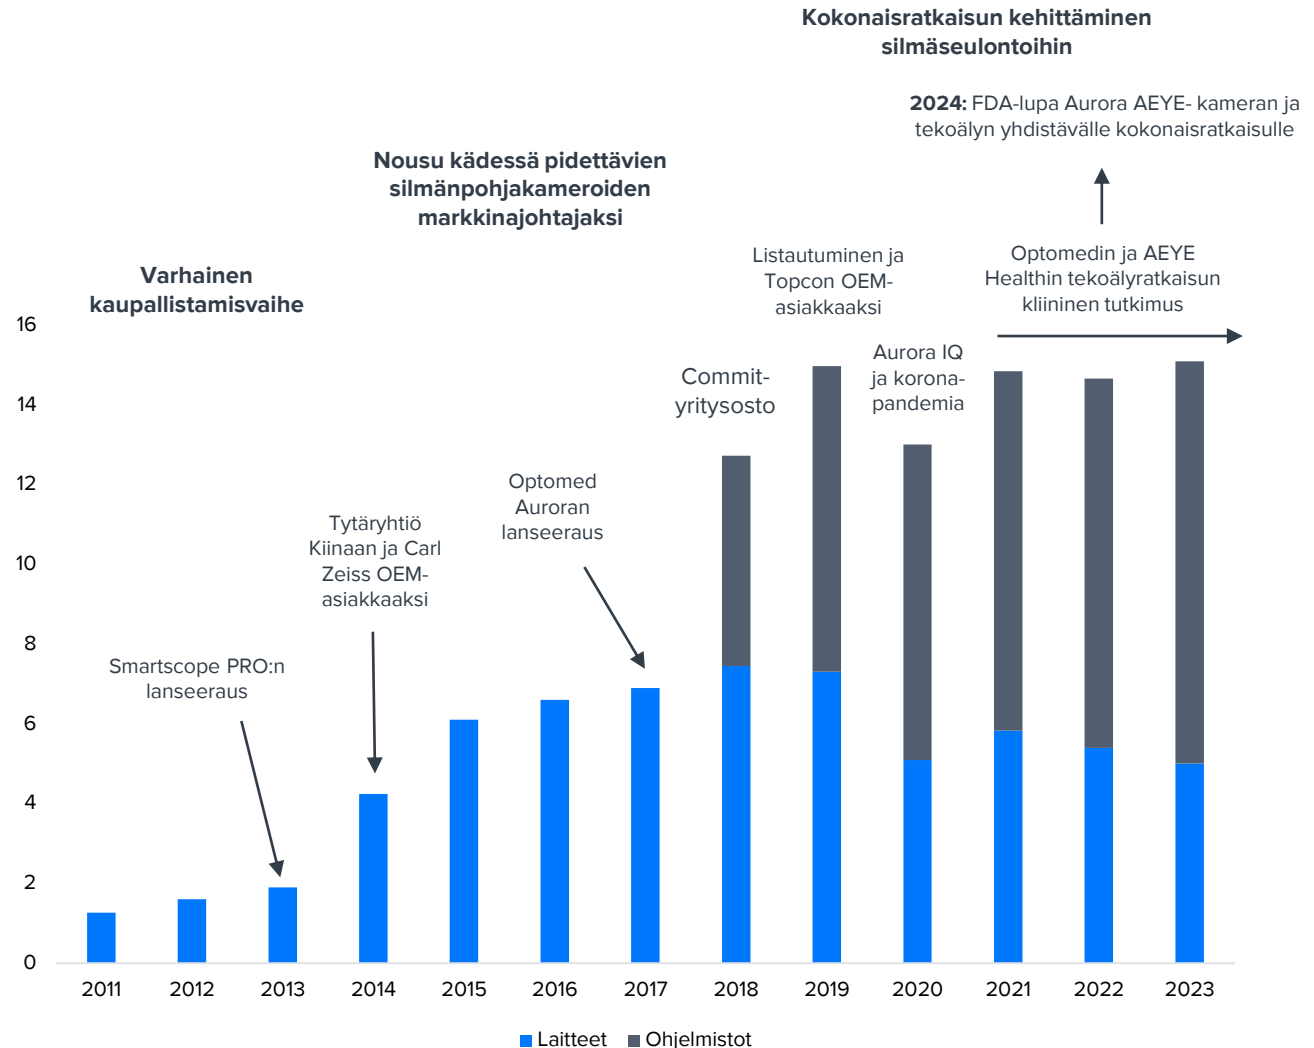 Kokonaisratkaisun kehittäminen
silmäseulontoihin
2024: FDA-lupa Aurora AEYE- kameran ja
tekoälyn yhdistävälle kokonaisratkaisulle
Nousu kädessä pidettävien
silmänpohjakameroiden
markkinajohtajaksi
Varhainen
kaupallistamisvaihe
Listautuminen ja
Topcon OEM-
asiakkaaksi
Optomedin ja AEYE
Healthin tekoälyratkaisun
kliininen tutkimus
Aurora IQ
ja korona-
pandemia
Commit-
yritysosto
Optomed
Auroran
lanseeraus
Tytäryhtiö
Kiinaan ja Carl
Zeiss OEM-
asiakkaaksi
Smartscope PRO:n
lanseeraus
16
14
12
10
8
6
4
2
0
2011 2012 2013 2014 2015 2016 2017 2018 2019 2020 2021 2022 2023
Laitteet Ohjelmistot